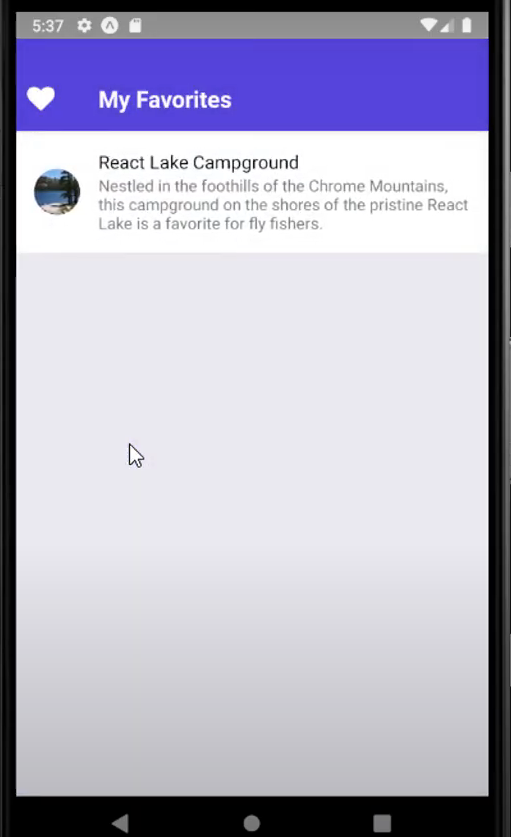 5:37
My Favorites
React Lake Campground
Nestled in the foothills of the Chrome Mountains,
this campground on the shores of the pristine React
Lake is a favorite for fly fishers.